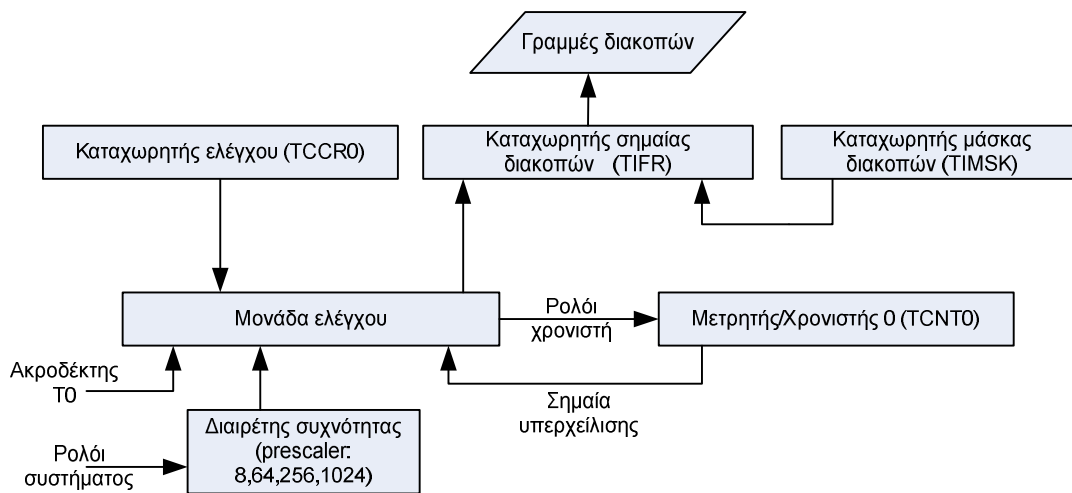 Γραμμές διακοπών
Καταχωρητής ελέγχου (TCCR0)
Καταχωρητής σημαίας
διακοπών (TIFR)
Καταχωρητής μάσκας
διακοπών (TIMSK)
Μονάδα ελέγχου
Ρολόι
χρονιστή
Μετρητής/Χρονιστής 0 (TCNT0)
Ακροδέκτης
T0
Σημαία
υπερχείλισης
Διαιρέτης συχνότητας
(prescaler:
8,64,256,1024)
Ρολόι
συστήματος